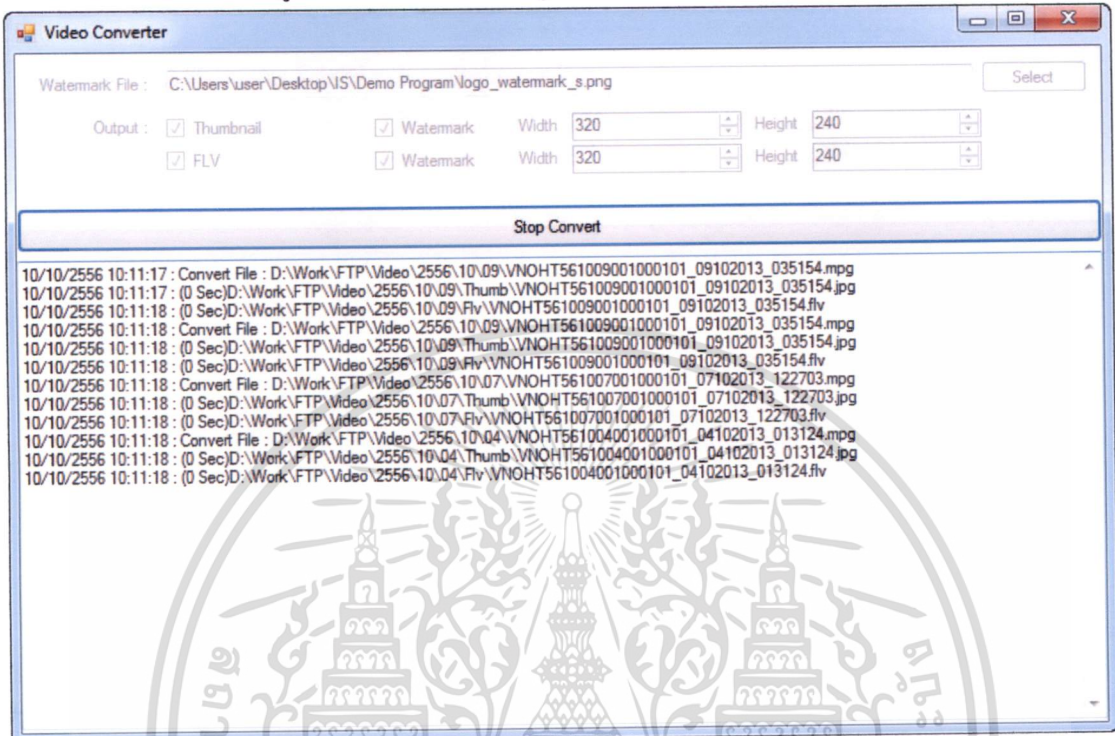 Video Converter
Watermark File : C:\Users\user\Desktop\IS\Demo Program\logo_watermark_s.png Select
Output : Thumbnail Watermark Width 320 Height 240
FLV Watermark Width 320 Height 240
Stop Convert
10/10/2556 10:11:17 : Convert File : D:\Work\FTP\Video\2556\10\09\VNOHT561009001000101_09102013_035154.mpg
10/10/2556 10:11:17 : (0 Sec)D:\Work\FTP\Video\2556\10\09\Thumb\VNOHT561009001000101_09102013_035154.jpg
10/10/2556 10:11:18 : (0 Sec)D:\Work\FTP\Video\2556\10\09\Flv\VNOHT561009001000101_09102013_035154.flv
10/10/2556 10:11:18 : Convert File : D:\Work\FTP\Video\2556\10\09\VNOHT561009001000101_09102013_035154.mpg
10/10/2556 10:11:18 : (0 Sec)D:\Work\FTP\Video\2556\10\09\Thumb\VNOHT561009001000101_09102013_035154.jpg
10/10/2556 10:11:18 : (0 Sec)D:\Work\FTP\Video\2556\10\09\Flv\VNOHT561009001000101_09102013_035154.flv
10/10/2556 10:11:18 : Convert File : D:\Work\FTP\Video\2556\10\07\VNOHT561007001000101_07102013_122703.mpg
10/10/2556 10:11:18 : (0 Sec)D:\Work\FTP\Video\2556\10\07\Thumb\VNOHT561007001000101_07102013_122703.jpg
10/10/2556 10:11:18 : (0 Sec)D:\Work\FTP\Video\2556\10\07\Flv\VNOHT561007001000101_07102013_122703.flv
10/10/2556 10:11:18 : Convert File : D:\Work\FTP\Video\2556\10\04\VNOHT561004001000101_04102013_013124.mpg
10/10/2556 10:11:18 : (0 Sec)D:\Work\FTP\Video\2556\10\04\Thumb\VNOHT561004001000101_04102013_013124.jpg
10/10/2556 10:11:18 : (0 Sec)D:\Work\FTP\Video\2556\10\04\Flv\VNOHT561004001000101_04102013_013124.flv